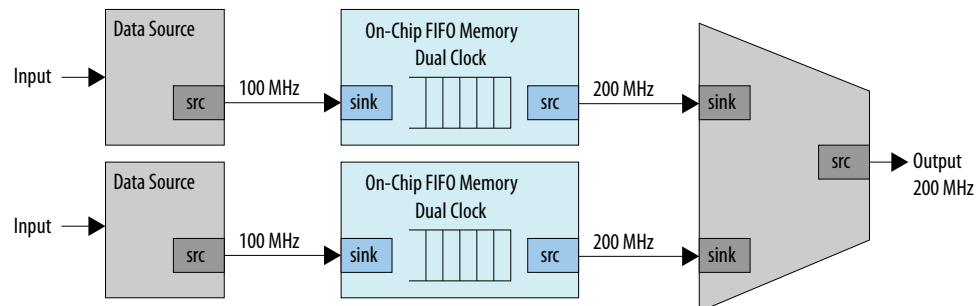 Data Source
Input
src
100 MHz
On-Chip FIFO Memory
Dual Clock
sink
src
200 MHz
sink
Data Source
Input
src
100 MHz
On-Chip FIFO Memory
Dual Clock
sink
src
200 MHz
sink
src
Output
200 MHz